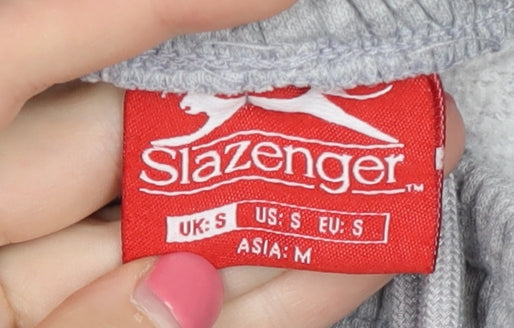 Slazenger™
UK: S US: S EU: S
ASIA: M